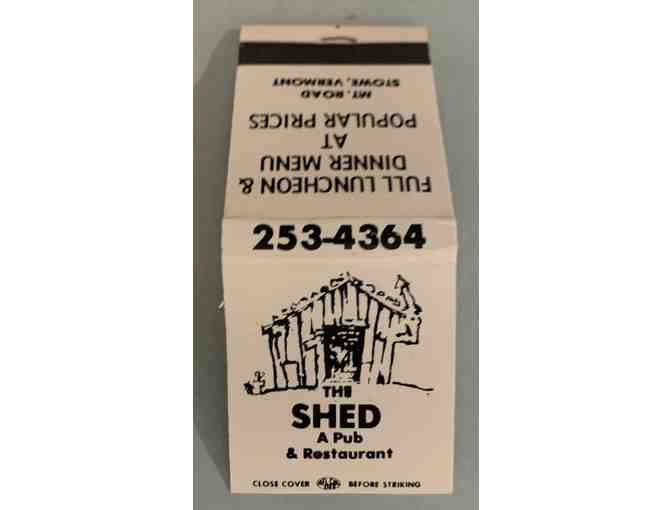 FULL LUNCHEON &
DINNER MENU
AT
POPULAR PRICES
MT. ROAD
STOWE, VERMONT
253-4364
THE
SHED
A Pub
& Restaurant
CLOSE COVER BEFORE STRIKING